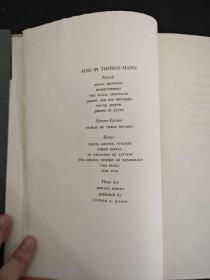 ALSO BY THOMAS MANN
Novels
ROYAL HIGHNESS
BUDDENBROOKS
THE MAGIC MOUNTAIN
JOSEPH AND HIS BROTHERS
YOUNG JOSEPH
JOSEPH IN EGYPT
Shorter Fiction
STORIES OF THREE DECADES
Essays
FREUD, GOETHE, WAGNER
THREE ESSAYS
AN EXCHANGE OF LETTERS
THE COMING VICTORY OF DEMOCRACY
THIS PEACE
THIS WAR
These are
BORZOI BOOKS
published by
ALFRED A. KNOPF